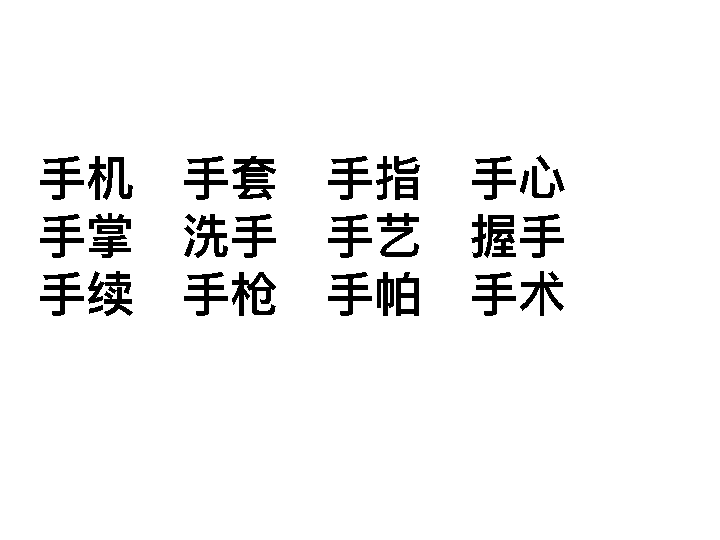 手机　手套　手指　手心
手掌　洗手　手艺　握手
手续　手枪　手帕　手术